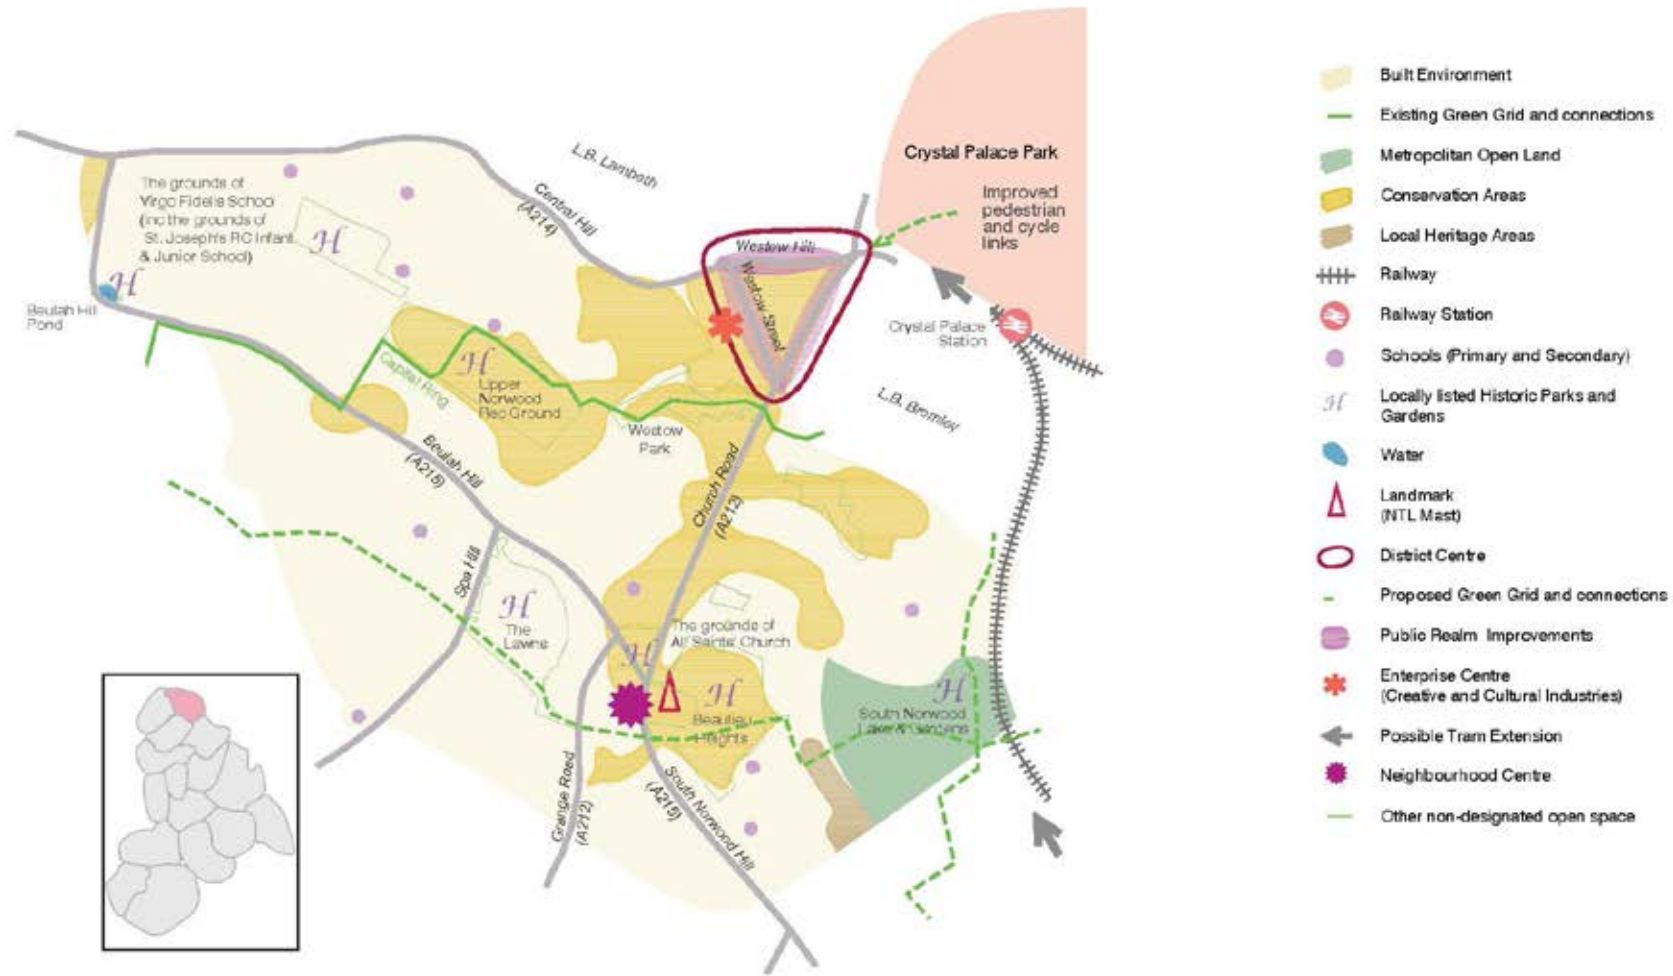 L.B. Lambeth
Crystal Palace Park
Improved
pedestrian
and cycle
links
The grounds of
Virgo Fidelis School
(inc the grounds of
St. Joseph's RC Infant
& Junior School)
Central Hill
(A214)
Westow Hill
Westow Street
Beulah Hill
Pond
Crystal Palace
Station
Capital Ring
Upper
Norwood
Rec Ground
Westow
Park
L.B. Bromley
Beulah Hill
(A215)
Church Road
(A212)
Spa Hill
The
Lawns
The grounds of
All Saints' Church
Beaulieu
Heights
South Norwood
Lake & Gardens
Grange Road
(A212)
South Norwood Hill
(A215)
Built Environment
Existing Green Grid and connections
Metropolitan Open Land
Conservation Areas
Local Heritage Areas
Railway
Railway Station
Schools (Primary and Secondary)
H Locally listed Historic Parks and
Gardens
Water
Landmark
(NTL Mast)
District Centre
Proposed Green Grid and connections
Public Realm Improvements
Enterprise Centre
(Creative and Cultural Industries)
Possible Tram Extension
Neighbourhood Centre
Other non-designated open space